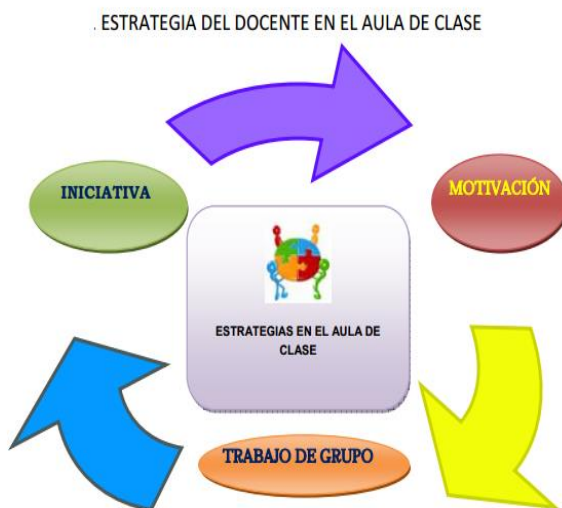 . ESTRATEGIA DEL DOCENTE EN EL AULA DE CLASE
INICIATIVA
MOTIVACIÓN
ESTRATEGIAS EN EL AULA DE
CLASE
TRABAJO DE GRUPO